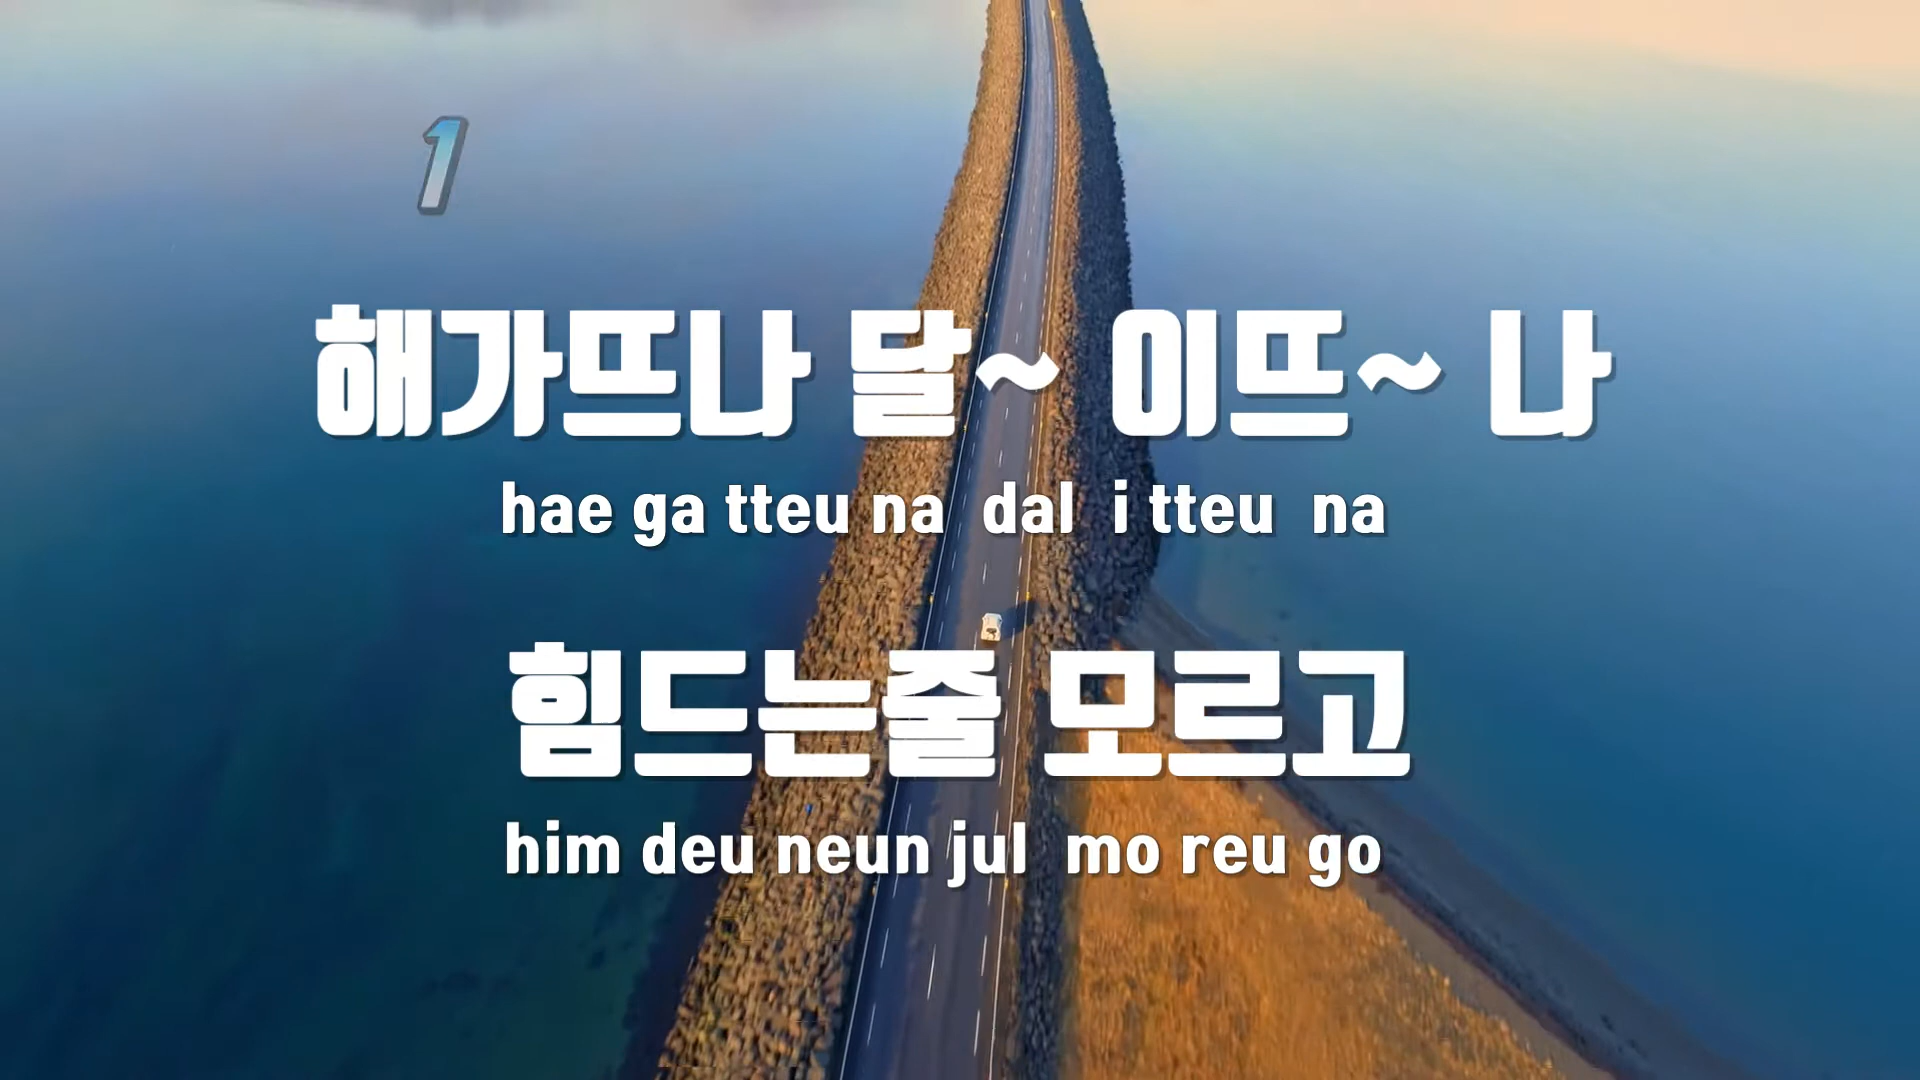 1
해가뜨나 달~ 이뜨~ 나
hae ga tteu na dal i tteu na
힘드는줄 모르고
him deu neun jul mo reu go